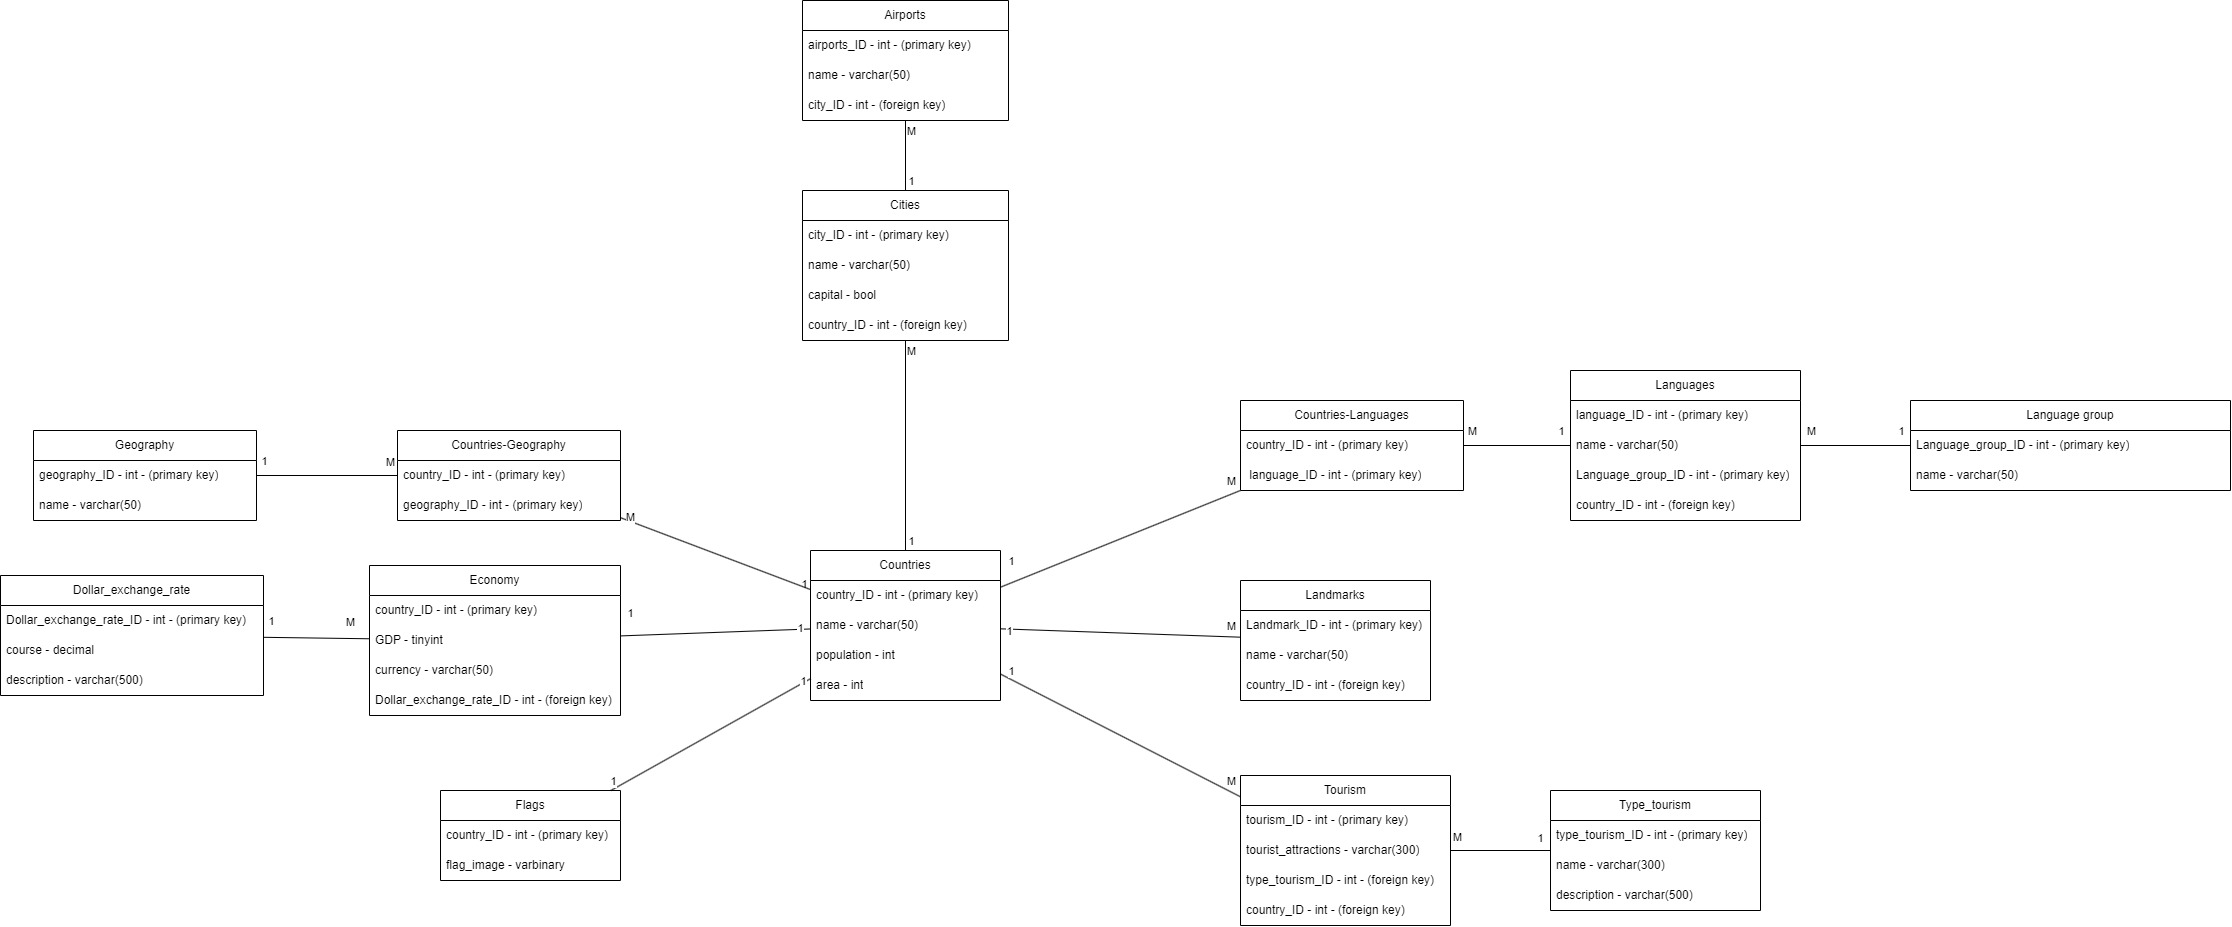 Airports
airports_ID - int - (primary key)
name - varchar(50)
city_ID - int - (foreign key)
M
1
Cities
city_ID - int - (primary key)
name - varchar(50)
capital - bool
country_ID - int - (foreign key)
M
1
Geography
geography_ID - int - (primary key)
name - varchar(50)
1
M
Countries-Geography
country_ID - int - (primary key)
geography_ID - int - (primary key)
M
1
Countries-Languages
country_ID - int - (primary key)
language_ID - int - (primary key)
M
1
M
1
Languages
language_ID - int - (primary key)
name - varchar(50)
Language_group_ID - int - (primary key)
country_ID - int - (foreign key)
M
1
Language group
Language_group_ID - int - (primary key)
name - varchar(50)
Dollar_exchange_rate
Dollar_exchange_rate_ID - int - (primary key)
course - decimal
description - varchar(500)
1
M
Economy
country_ID - int - (primary key)
GDP - tinyint
currency - varchar(50)
Dollar_exchange_rate_ID - int - (foreign key)
1
1
Countries
country_ID - int - (primary key)
name - varchar(50)
population - int
area - int
1
M
Landmarks
Landmark_ID - int - (primary key)
name - varchar(50)
country_ID - int - (foreign key)
1
1
Flags
country_ID - int - (primary key)
flag_image - varbinary
1
M
Tourism
tourism_ID - int - (primary key)
tourist_attractions - varchar(300)
type_tourism_ID - int - (foreign key)
country_ID - int - (foreign key)
M
1
Type_tourism
type_tourism_ID - int - (primary key)
name - varchar(300)
description - varchar(500)